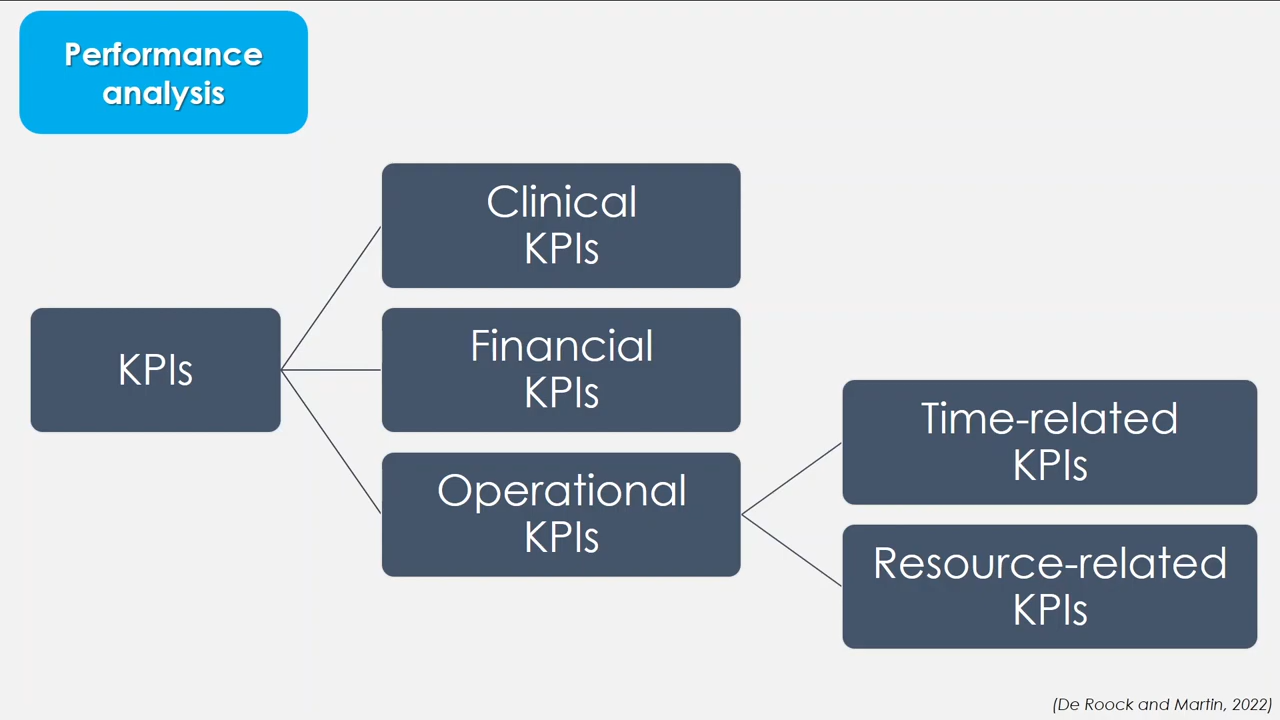 Performance
analysis
Clinical
KPIs
KPIs
Financial
KPIs
Operational
KPIs
Time-related
KPIs
Resource-related
KPIs
(De Roock and Martin, 2022)